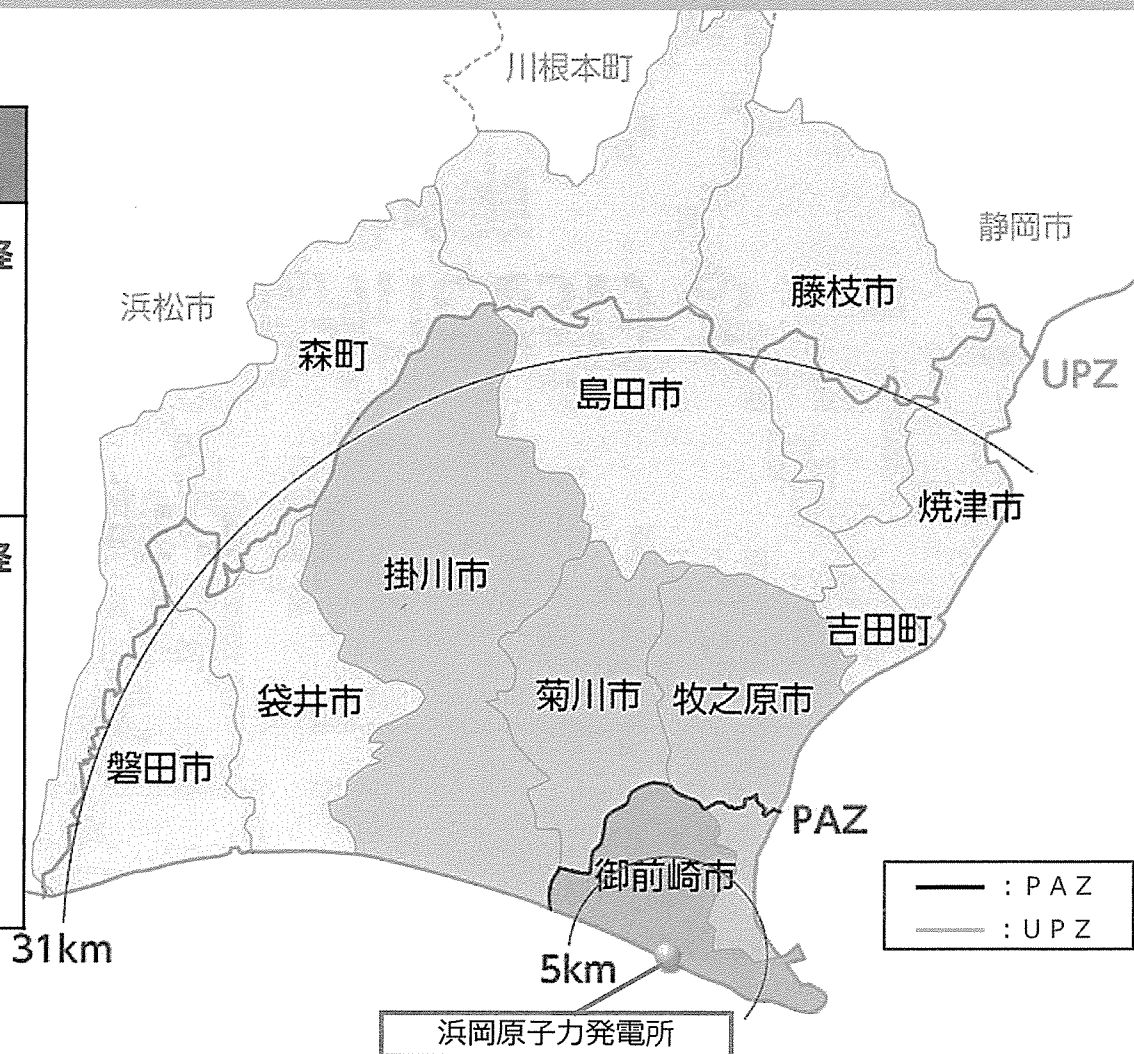 川根本町
静岡市
藤枝市
浜松市
森町
UPZ
島田市
焼津市
掛川市
吉田町
菊川市
牧之原市
袋井市
磐田市
PAZ
御前崎市
：ＰＡＺ
：ＵＰＺ
31km
5km
浜岡原子力発電所